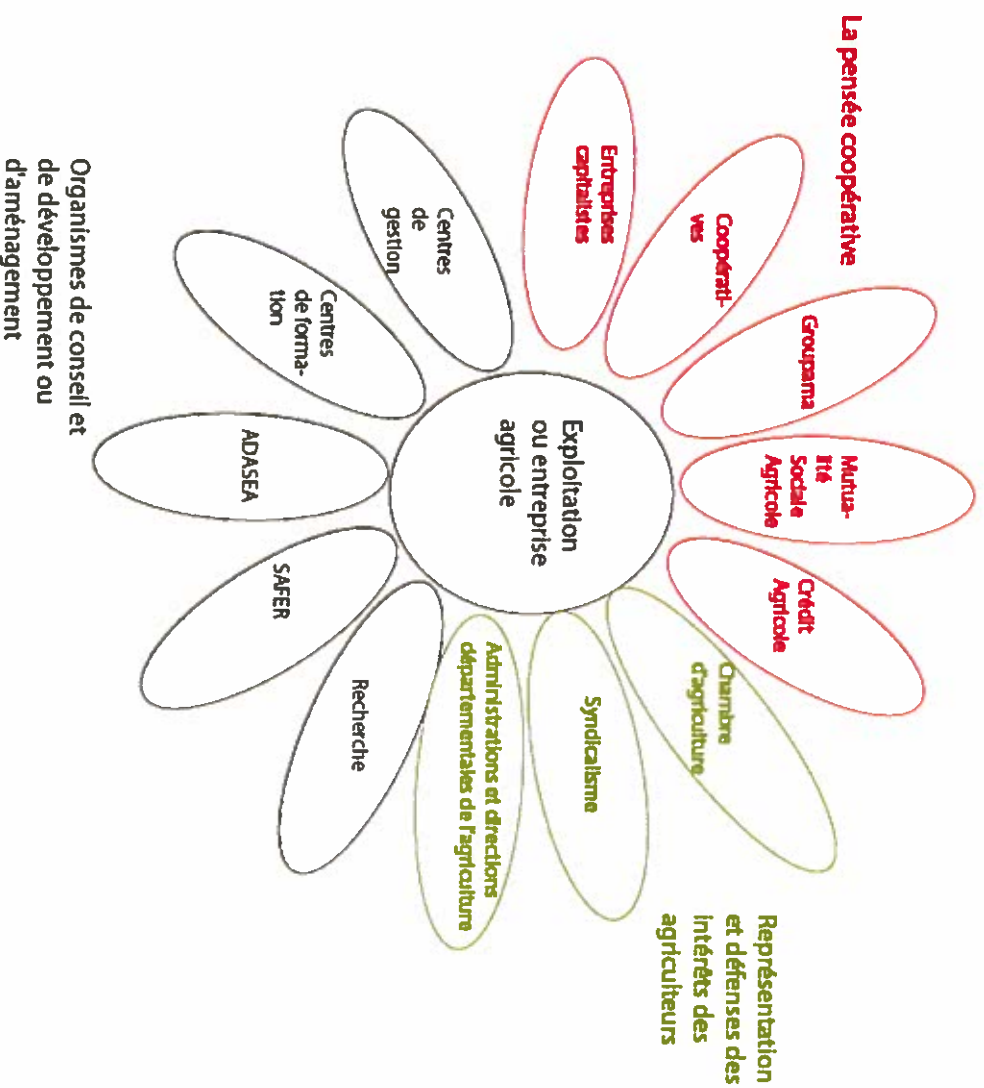 La pensée coopérative
Entreprises
capitalistes
Coopérati-
ves
Groupama
Mutua-
lité
Sociale
Agricole
Crédit
Agricole
Chambre
d'agriculture
Syndicalisme
Administrations et directions
départementales de l'agriculture
Représentation
et défenses des
intérêts des
agriculteurs
Exploitation
ou entreprise
agricole
Centres
de
gestion
Centres
de forma-
tion
ADASEA
SAFER
Recherche
Organismes de conseil et
de développement ou
d'aménagement